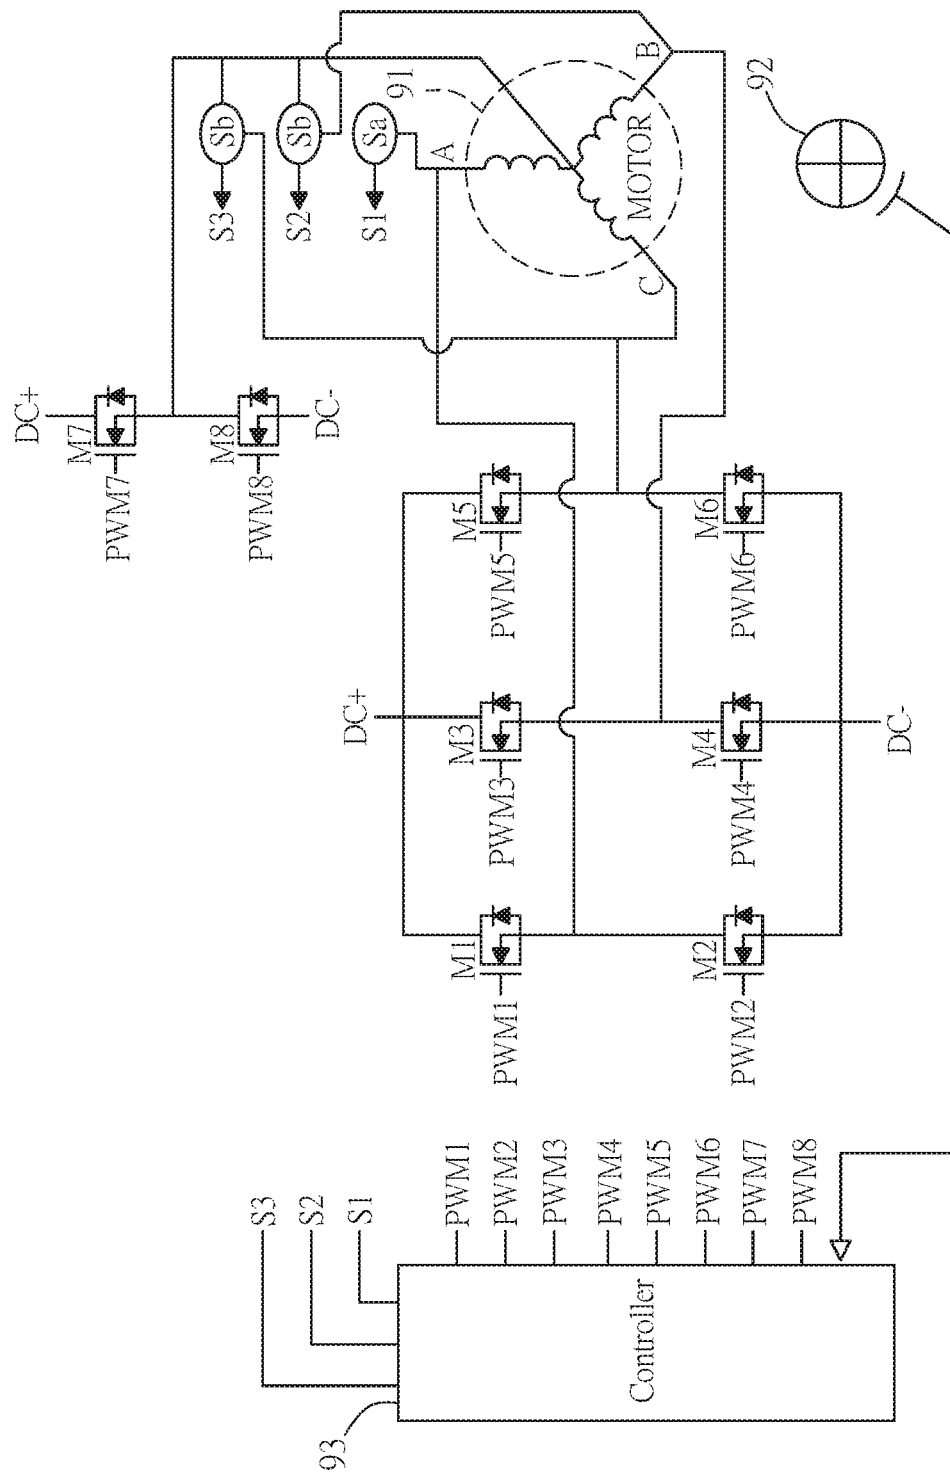 DC+
M7
PWM7
M8
PWM8
DC-
Sb
S3
Sb
S2
Sa
S1
A
B
C
MOTOR
91
92
DC+
M5
PWM5
M6
PWM6
M3
PWM3
M4
PWM4
M1
PWM1
M2
PWM2
DC-
S3
S2
S1
PWM1
PWM2
PWM3
PWM4
PWM5
PWM6
PWM7
PWM8
Controller
93